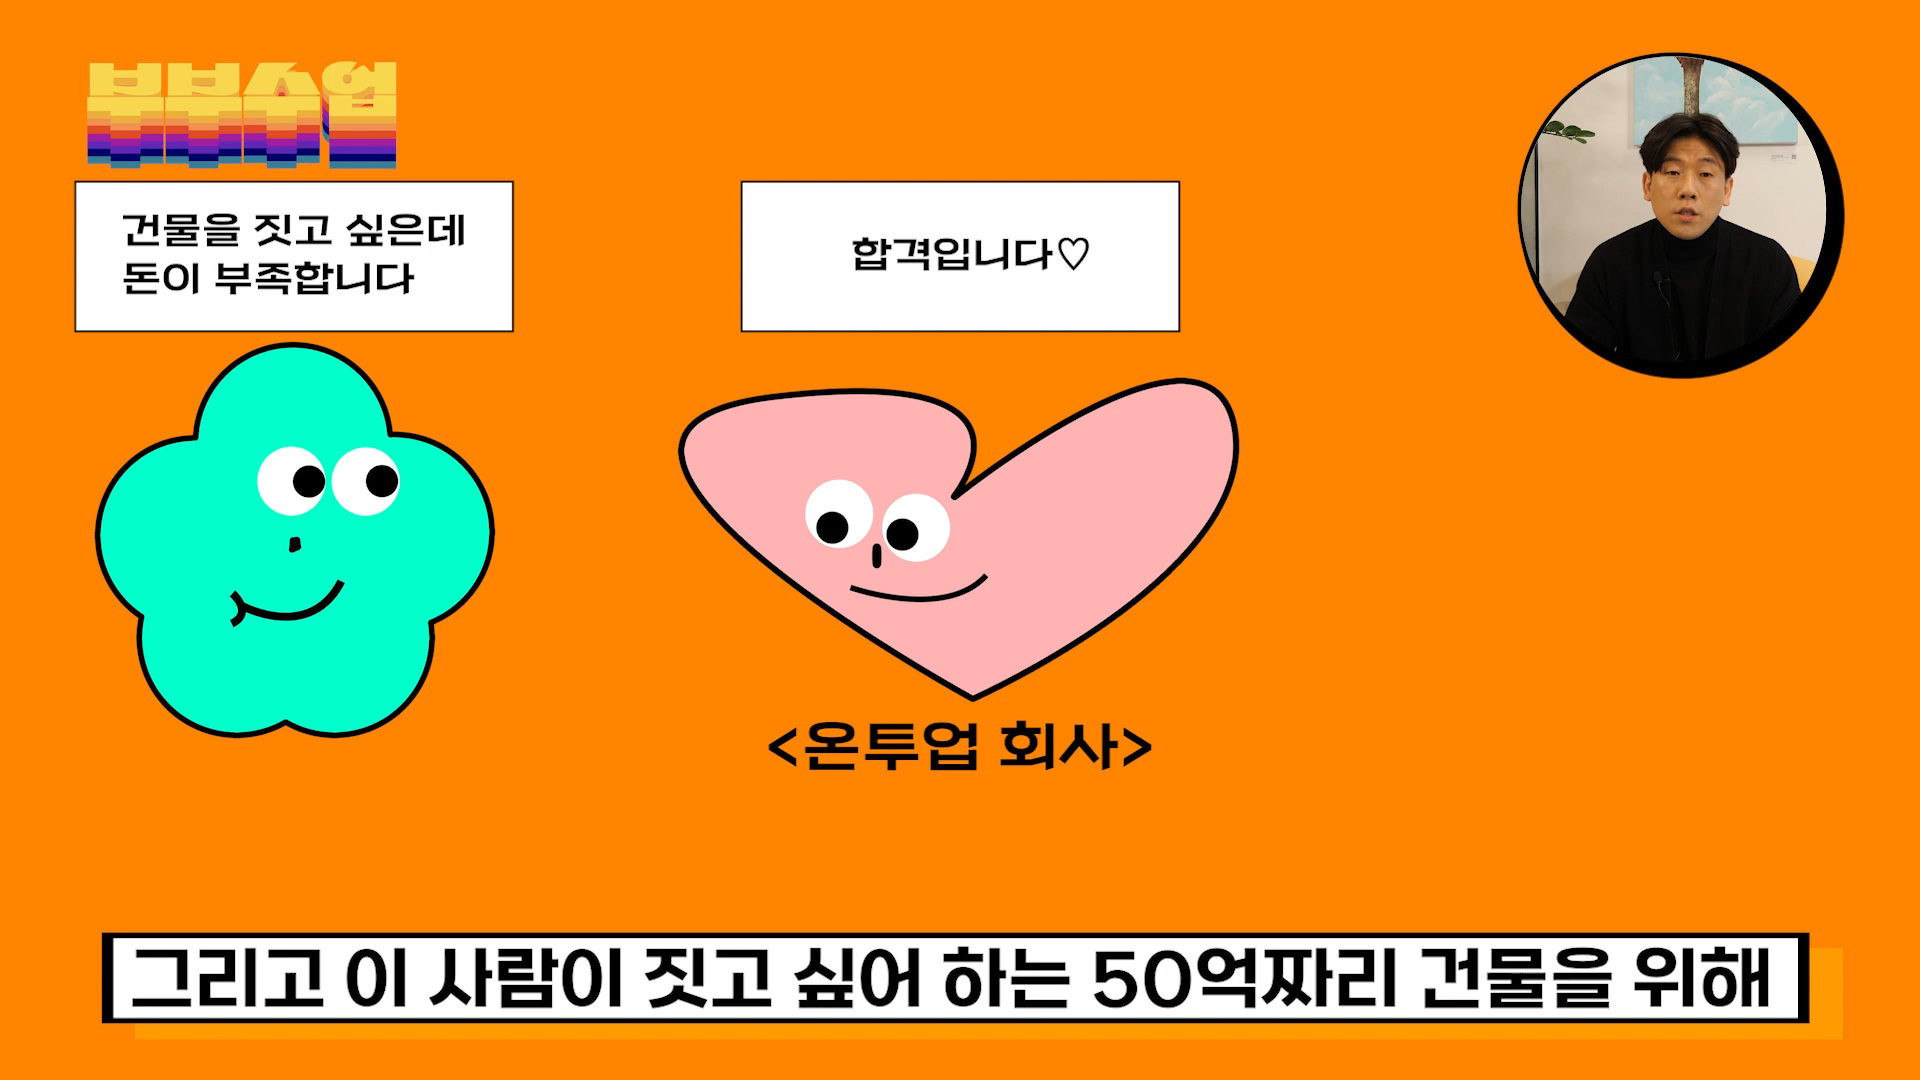 부부수업
건물을 짓고 싶은데
돈이 부족합니다
합격입니다♡
<온투업 회사>
그리고 이 사람이 짓고 싶어 하는 50억짜리 건물을 위해